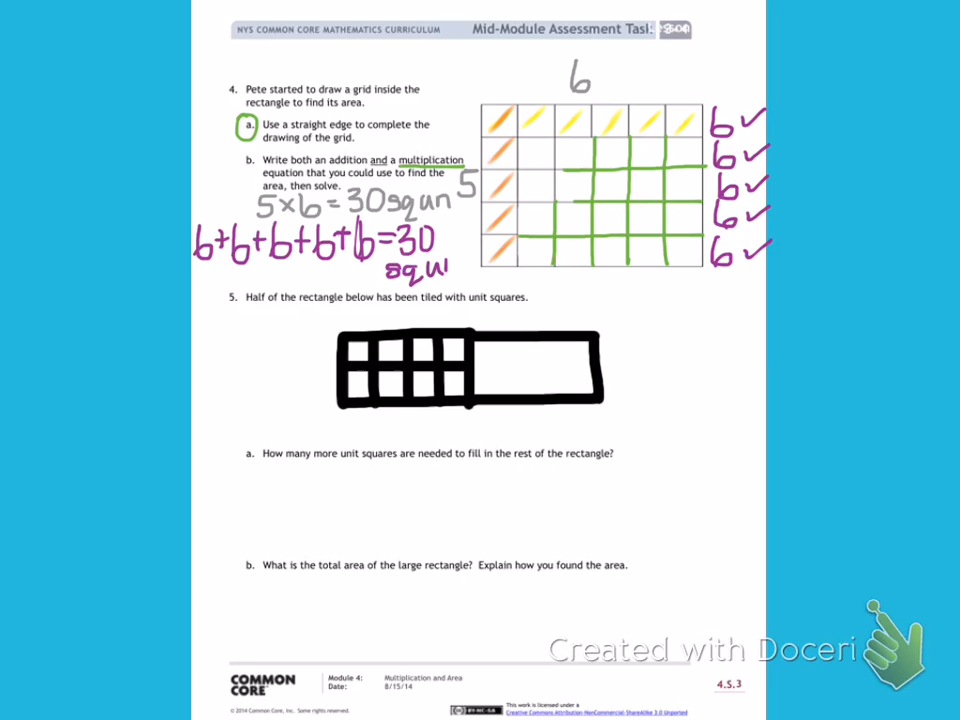 NYS COMMON CORE MATHEMATICS CURRICULUM
Mid-Module Assessment Task
6
4. Pete started to draw a grid inside the
rectangle to find its area.
a. Use a straight edge to complete the
drawing of the grid.
b. Write both an addition and a multiplication
equation that you could use to find the
area, then solve.
5 × 6 = 30 squn
6+6+6+6+6=30
squ
5
6 ✓
6 ✓
6 ✓
6 ✓
6 ✓
5. Half of the rectangle below has been tiled with unit squares.
a. How many more unit squares are needed to fill in the rest of the rectangle?
b. What is the total area of the large rectangle? Explain how you found the area.
Created with Doceri
COMMON
CORE
Module 4: Multiplication and Area
Date: 8/15/14
4.S.3
© 2014 Common Core, Inc. Some rights reserved.
This work is licensed under a
Creative Commons Attribution-NonCommercial-ShareAlike 3.0 Unported